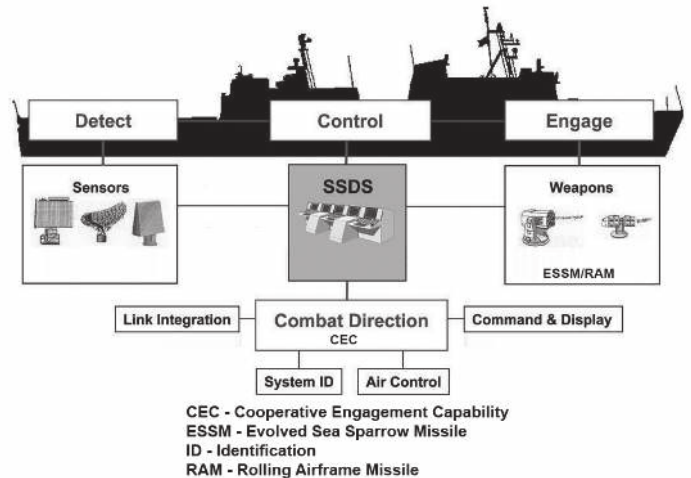 Detect
Control
Engage
Sensors
SSDS
Weapons
ESSM/RAM
Link Integration
Combat Direction
CEC
Command & Display
System ID
Air Control
CEC - Cooperative Engagement Capability
ESSM - Evolved Sea Sparrow Missile
ID - Identification
RAM - Rolling Airframe Missile